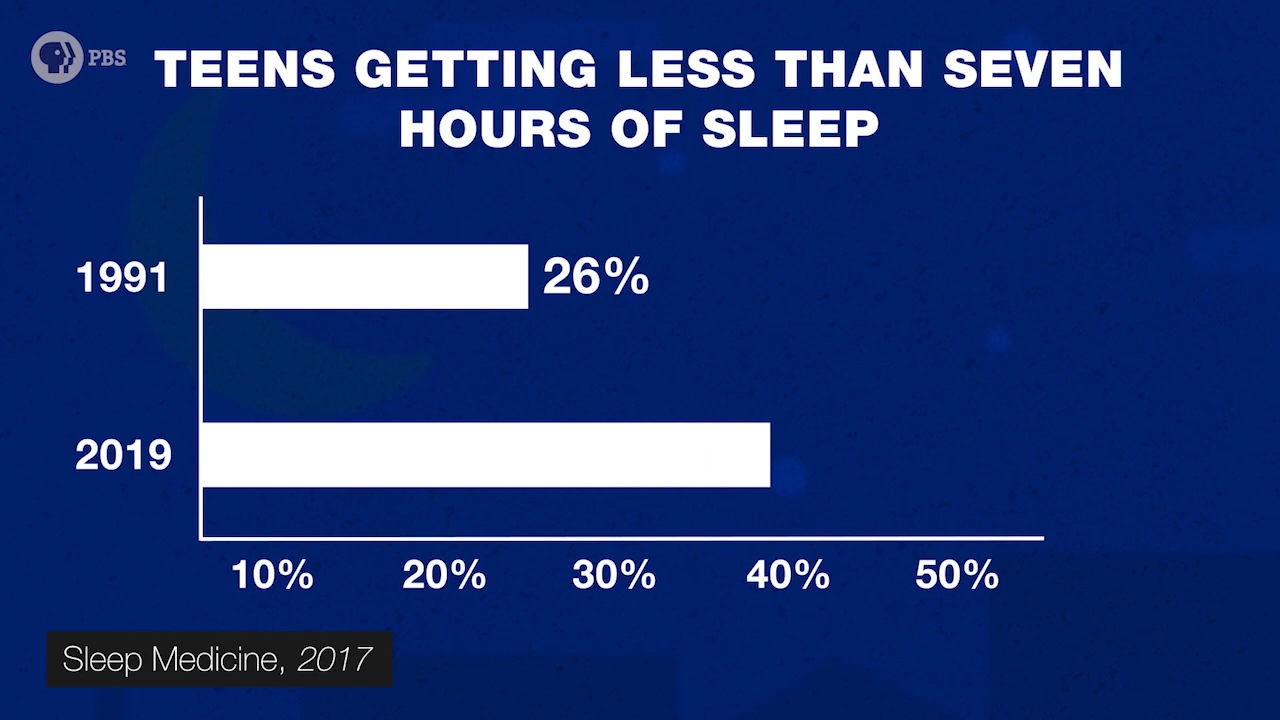 PBS
TEENS GETTING LESS THAN SEVEN
HOURS OF SLEEP
1991
26%
2019
10% 20% 30% 40% 50%
Sleep Medicine, 2017